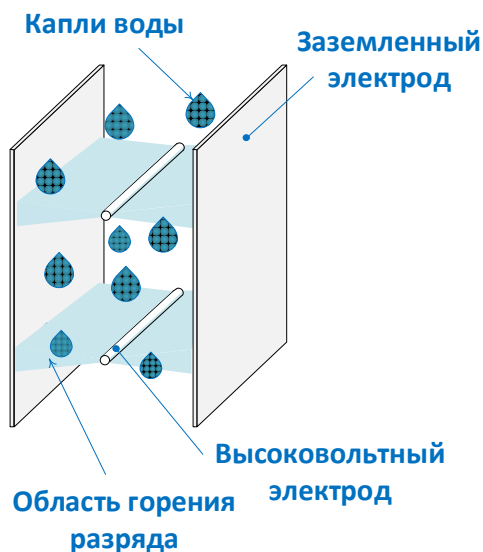 Капли воды
Заземленный
электрод
Высоковольтный
электрод
Область горения
разряда